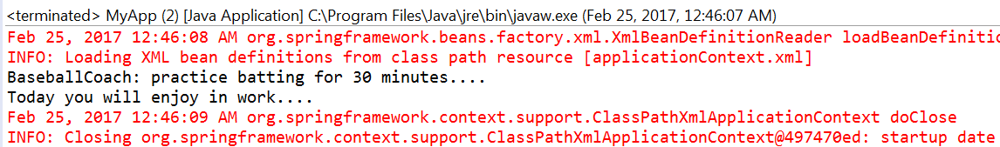 <terminated> MyApp (2) [Java Application] C:\Program Files\Java\jre\bin\javaw.exe (Feb 25, 2017, 12:46:07 AM)
Feb 25, 2017 12:46:08 AM org.springframework.beans.factory.xml.XmlBeanDefinitionReader loadBeanDefinitio
INFO: Loading XML bean definitions from class path resource [applicationContext.xml]
BaseballCoach: practice batting for 30 minutes....
Today you will enjoy in work....
Feb 25, 2017 12:46:09 AM org.springframework.context.support.ClassPathXmlApplicationContext doClose
INFO: Closing org.springframework.context.support.ClassPathXmlApplicationContext@497470ed: startup date